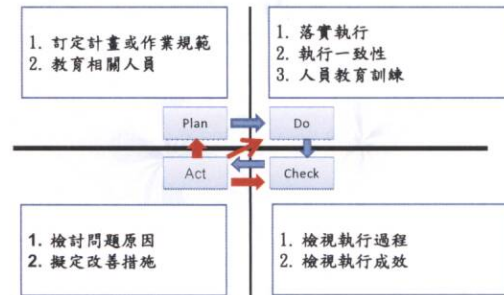 1. 訂定計畫或作業規範
2. 教育相關人員
1. 落實執行
2. 執行一致性
3. 人員教育訓練
Plan
Do
Act
Check
1. 檢討問題原因
2. 擬定改善措施
1. 檢視執行過程
2. 檢視執行成效